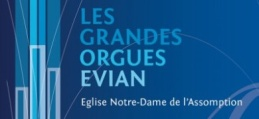 LES
GRANDES
ORGUES
EVIAN
Eglise Notre-Dame de l'Assomption